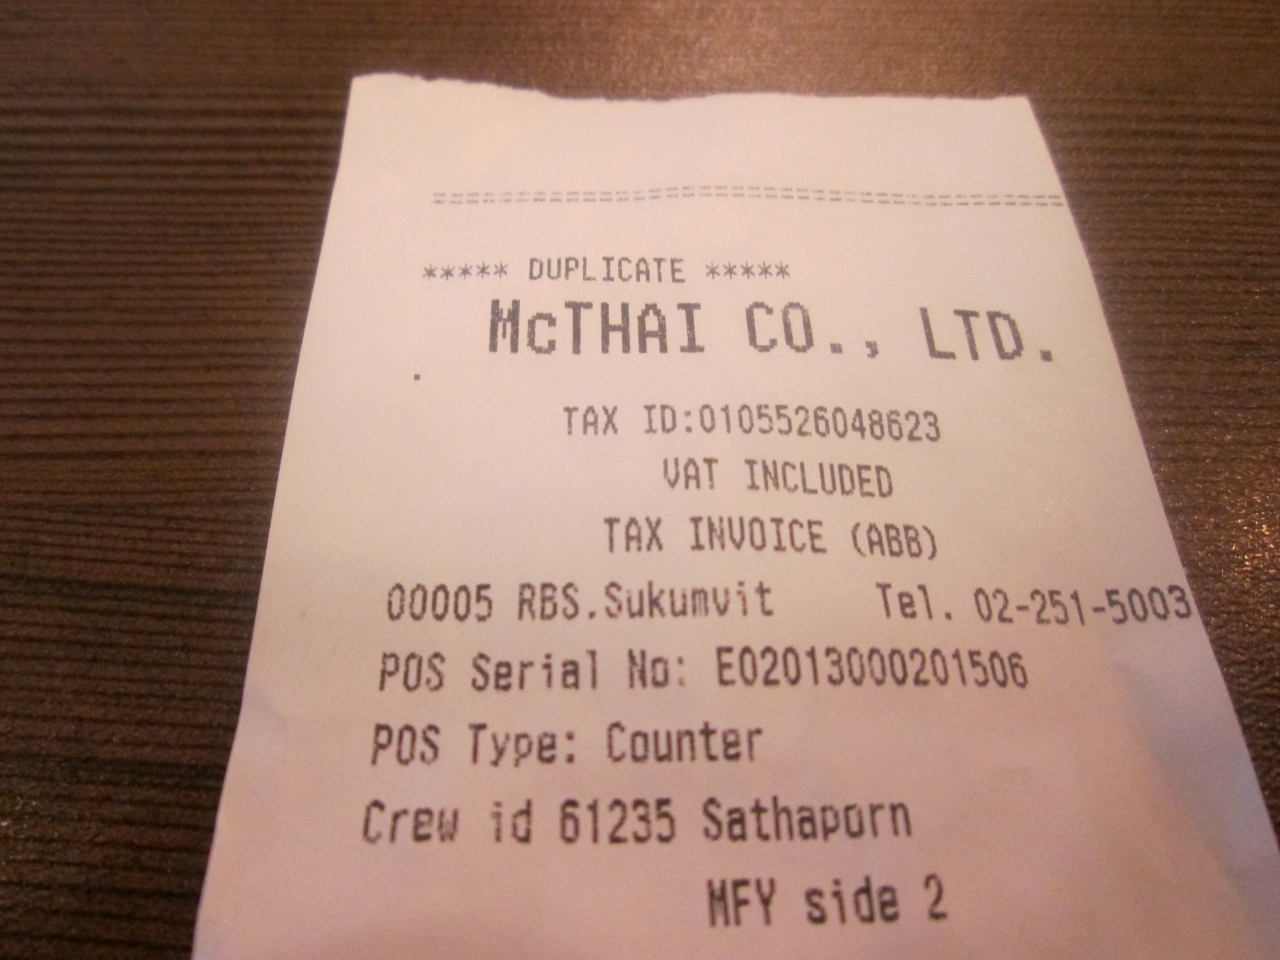 ***** DUPLICATE *****
McTHAI CO., LTD.
TAX ID:0105526048623
VAT INCLUDED
TAX INVOICE (ABB)
00005 RBS.Sukumvit Tel. 02-251-5003
POS Serial No: E02013000201506
POS Type: Counter
Crew id 61235 Sathaporn
MFY side 2